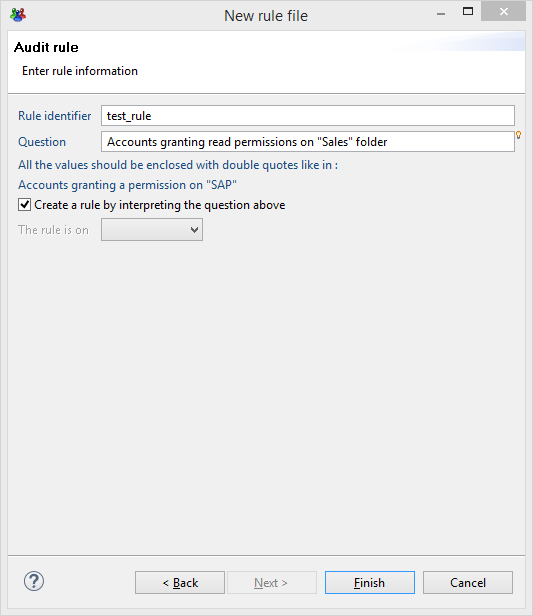 New rule file
Audit rule
Enter rule information
Rule identifier test_rule
Question Accounts granting read permissions on "Sales" folder
All the values should be enclosed with double quotes like in :
Accounts granting a permission on "SAP"
Create a rule by interpreting the question above
The rule is on
? < Back Next > Finish Cancel